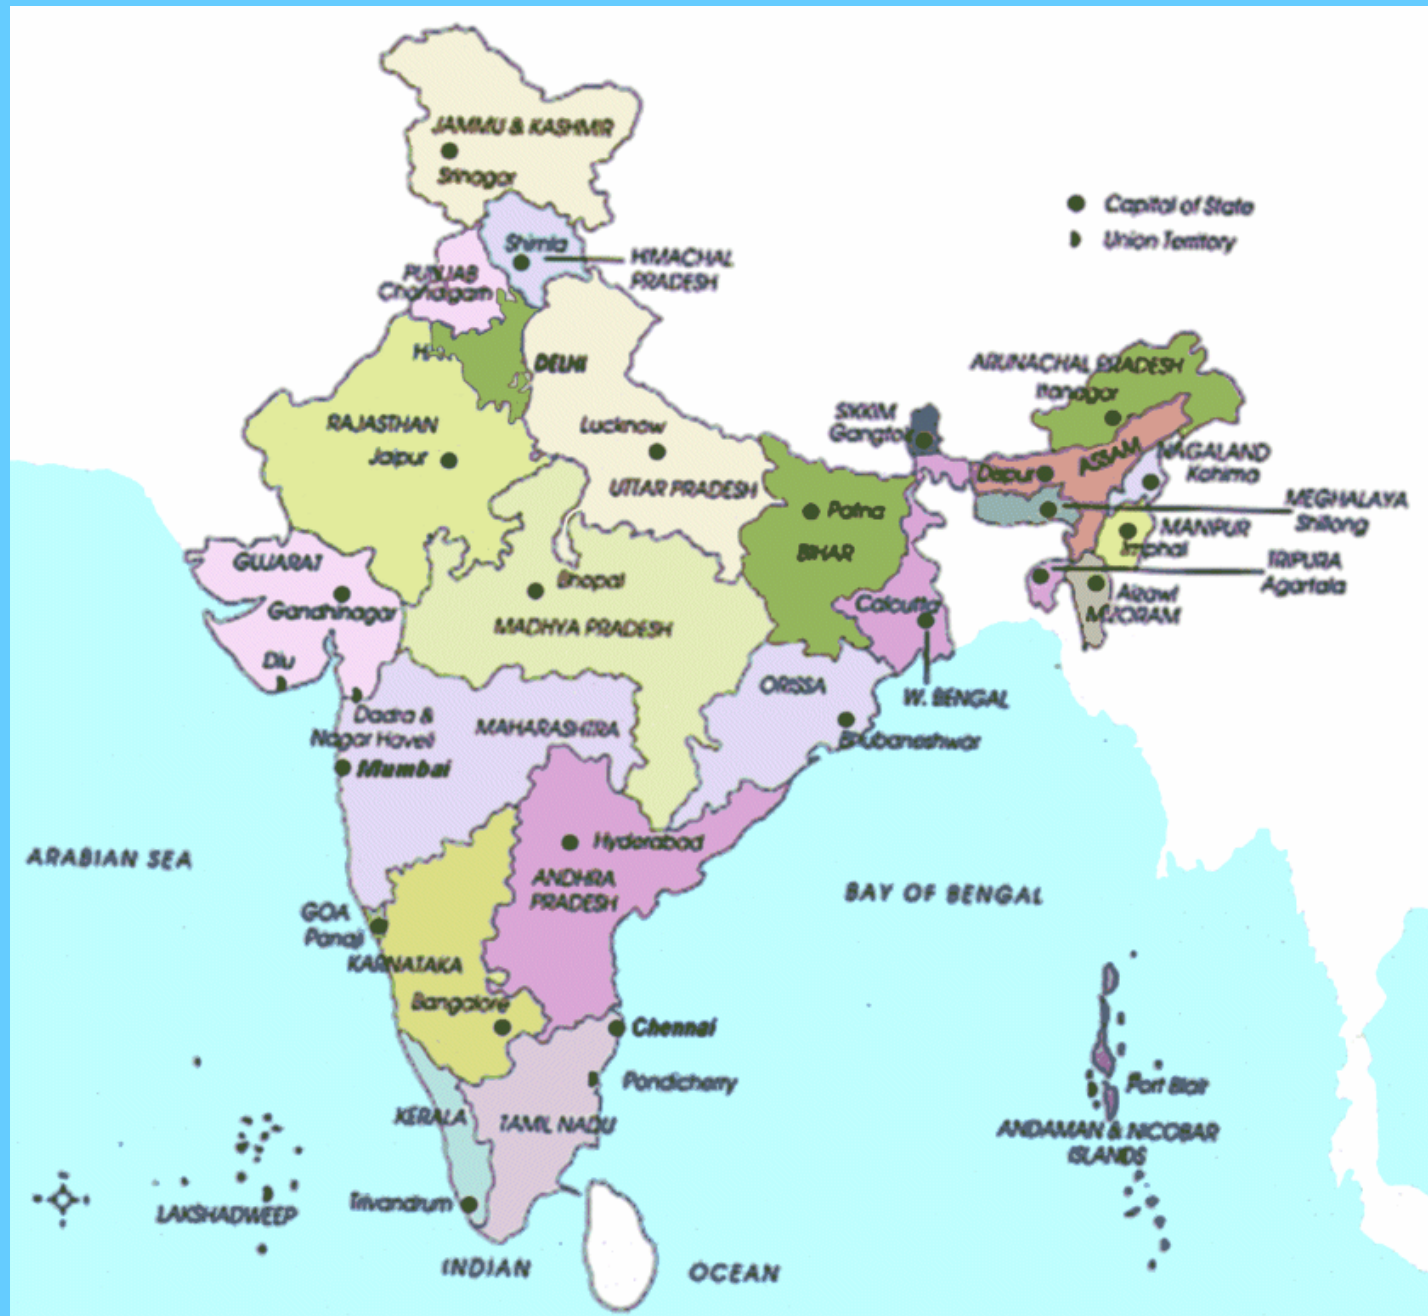 JAMMU & KASHMIR
Srinagar
Capital of State
Union Territory
Shimla
HIMACHAL
PRADESH
PUNJAB
Chandigarh
DELHI
ARUNACHAL PRADESH
Itanagar
SIKKIM
Gangtok
RAJASTHAN
Jaipur
Lucknow
UTTAR PRADESH
Dispur
ASSAM
NAGALAND
Kohima
MEGHALAYA
Shillong
Patna
BIHAR
MANIPUR
Imphal
TRIPURA
Agartala
Aizawl
MIZORAM
GUJARAT
Gandhinagar
Bhopal
MADHYA PRADESH
Calcutta
Diu
ORISSA
W. BENGAL
Dadra &
Nagar Haveli
MAHARASHTRA
Bhubaneshwar
Mumbai
Hyderabad
ARABIAN SEA
ANDHRA
PRADESH
BAY OF BENGAL
GOA
Panaji
KARNATAKA
Bangalore
Chennai
Pondicherry
Port Blair
KERALA
TAMIL NADU
ANDAMAN & NICOBAR
ISLANDS
Trivandrum
LAKSHADWEEP
INDIAN OCEAN